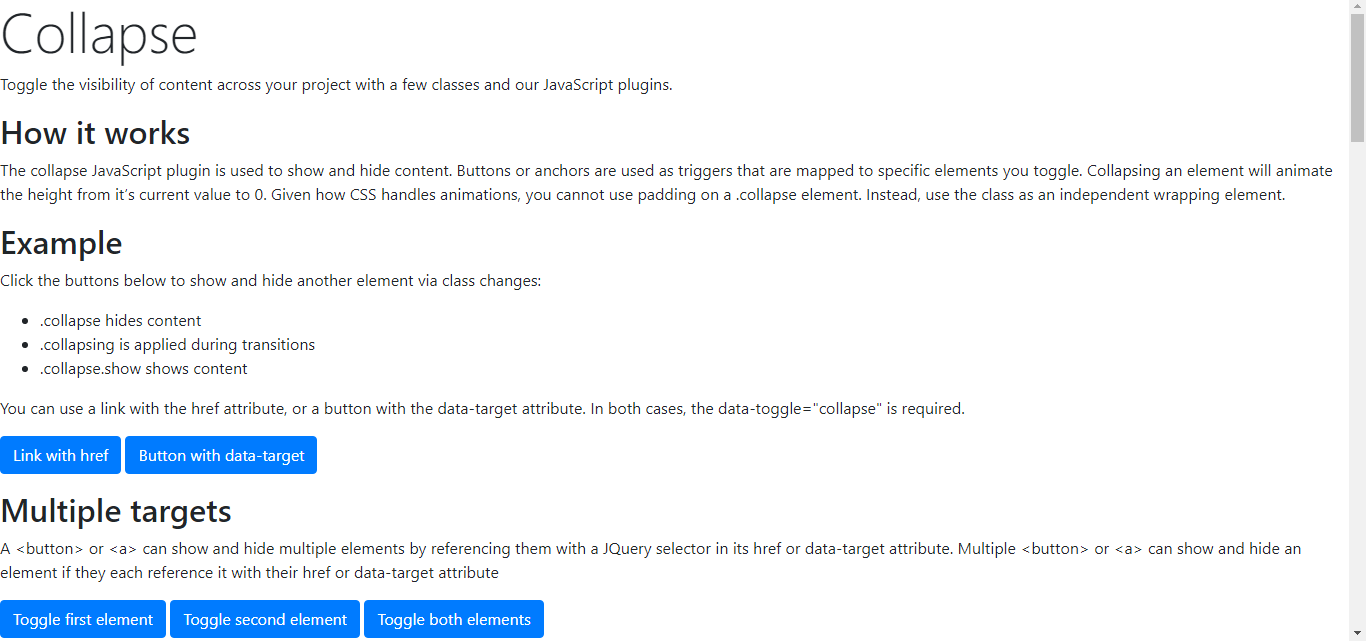 Collapse
Toggle the visibility of content across your project with a few classes and our JavaScript plugins.
How it works
The collapse JavaScript plugin is used to show and hide content. Buttons or anchors are used as triggers that are mapped to specific elements you toggle. Collapsing an element will animate
the height from it’s current value to 0. Given how CSS handles animations, you cannot use padding on a .collapse element. Instead, use the class as an independent wrapping element.
Example
Click the buttons below to show and hide another element via class changes:
• .collapse hides content
• .collapsing is applied during transitions
• .collapse.show shows content
You can use a link with the href attribute, or a button with the data-target attribute. In both cases, the data-toggle="collapse" is required.
Link with href Button with data-target
Multiple targets
A <button> or <a> can show and hide multiple elements by referencing them with a JQuery selector in its href or data-target attribute. Multiple <button> or <a> can show and hide an
element if they each reference it with their href or data-target attribute
Toggle first element Toggle second element Toggle both elements